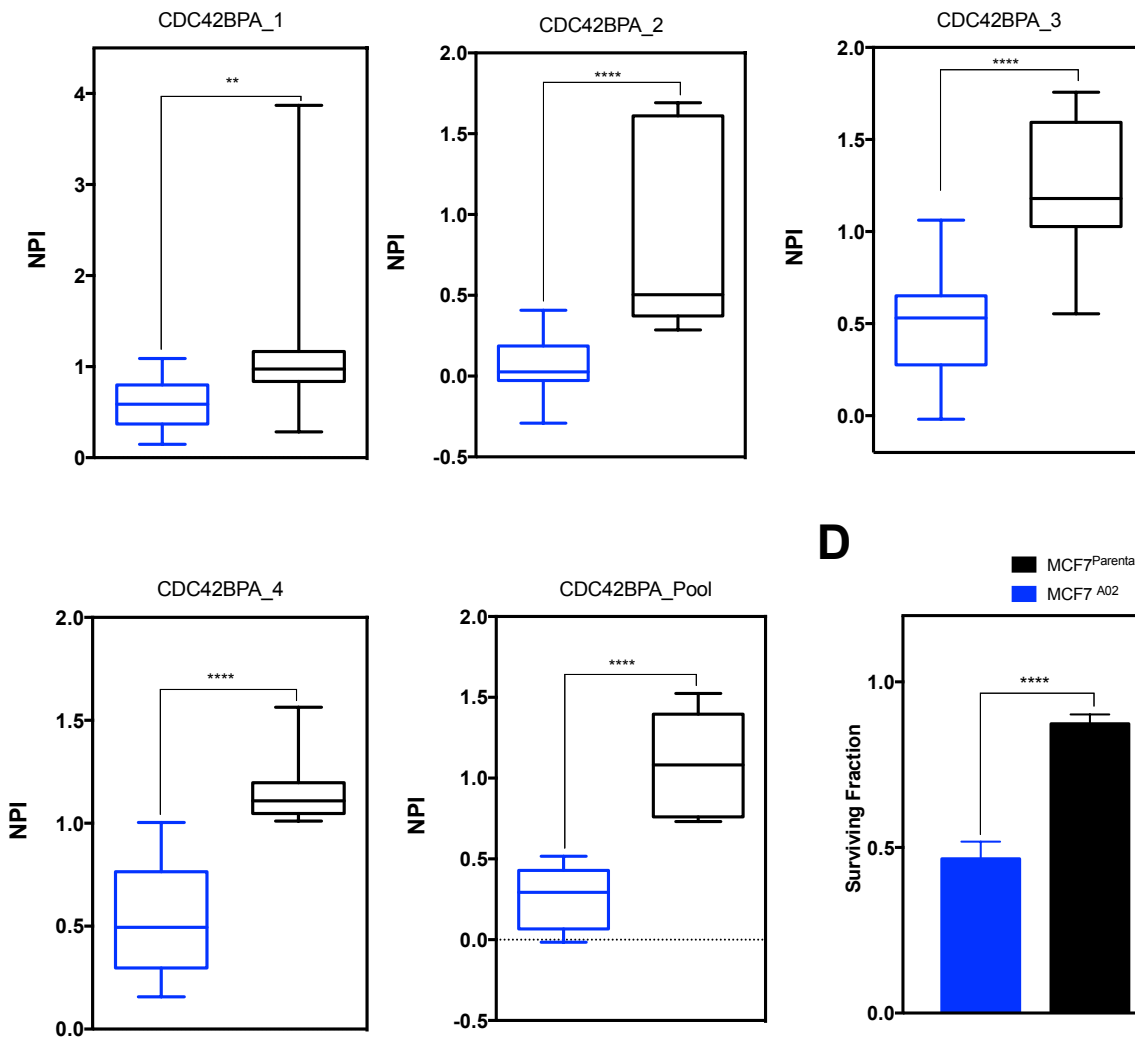 CDC42BPA_1
NPI
4
3
2
1
0
**
CDC42BPA_2
NPI
2.0
1.5
1.0
0.5
0.0
-0.5
****
CDC42BPA_3
NPI
2.0
1.5
1.0
0.5
0.0
****
CDC42BPA_4
NPI
2.0
1.5
1.0
0.5
0.0
****
CDC42BPA_Pool
NPI
2.0
1.5
1.0
0.5
0.0
-0.5
****
D
MCF7Parenta
MCF7 A02
Surviving Fraction
1.0
0.5
0.0
****